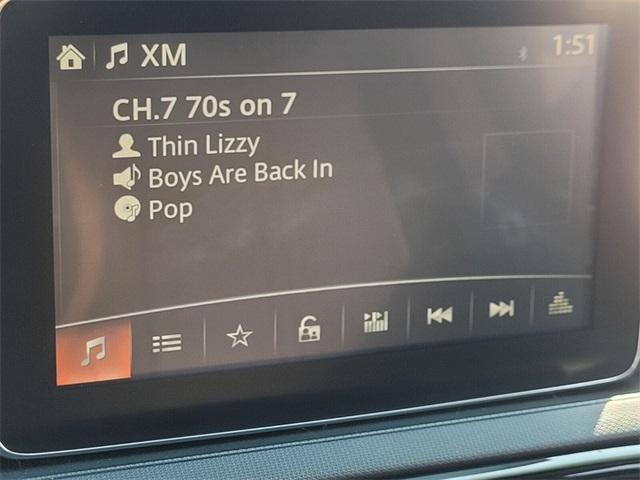 XM
1:51
CH.7 70s on 7
Thin Lizzy
Boys Are Back In
Pop